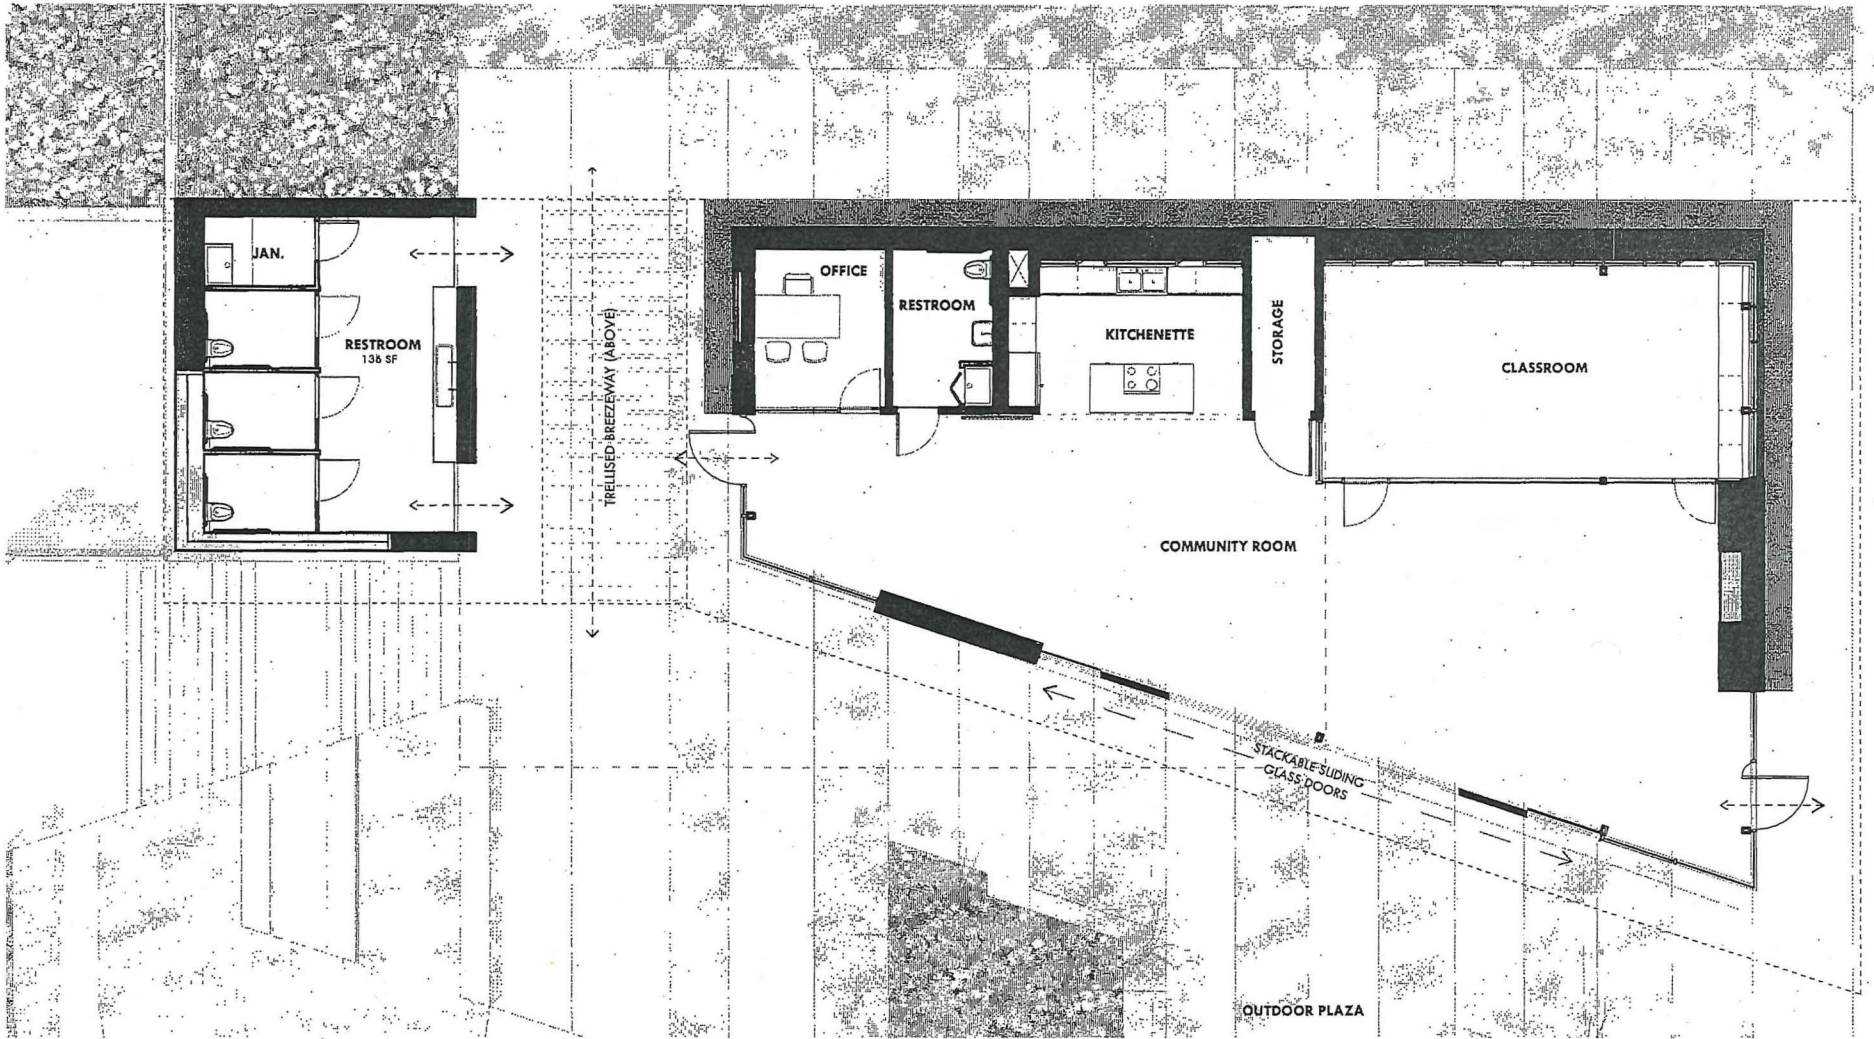 JAN.
RESTROOM
136 SF
TRELLISED BREEZEWAY (ABOVE)
OFFICE
RESTROOM
KITCHENETTE
STORAGE
CLASSROOM
COMMUNITY ROOM
STACKABLE SLIDING
GLASS DOORS
OUTDOOR PLAZA